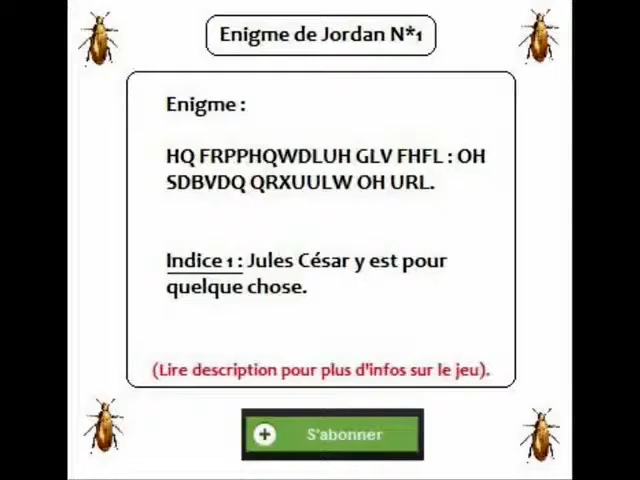 Enigme de Jordan N*1
Enigme :
HQ FRPPHQWDLUH GLV FHFL : OH
SDBVDQ QRXUULW OH URL.
Indice 1 : Jules César y est pour
quelque chose.
(Lire description pour plus d'infos sur le jeu).
S'abonner